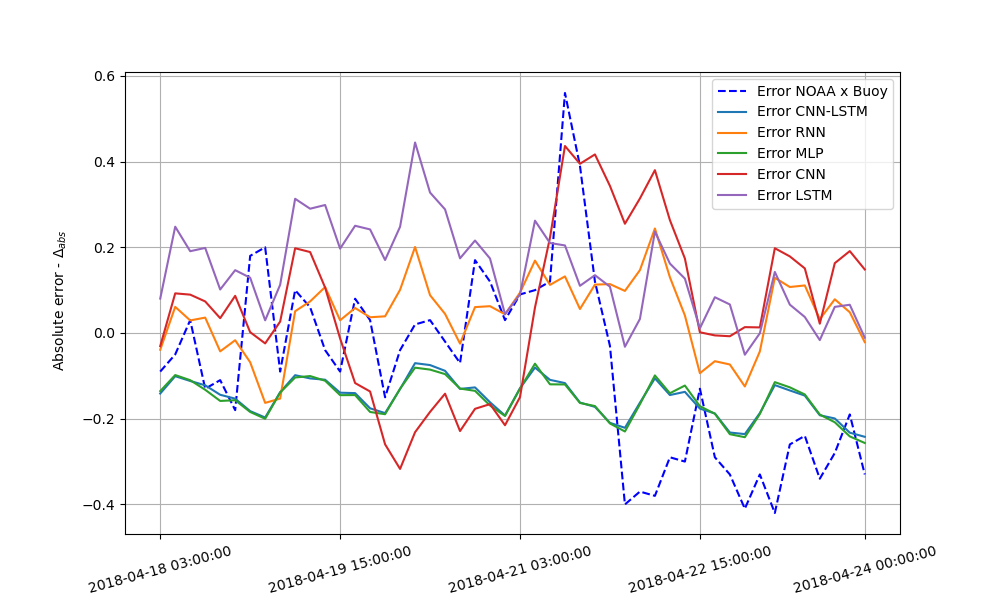 0.6
0.4
0.2
0.0
−0.2
−0.4
Absolute error - Δabs
Error NOAA x Buoy
Error CNN-LSTM
Error RNN
Error MLP
Error CNN
Error LSTM
2018-04-18 03:00:00
2018-04-19 15:00:00
2018-04-21 03:00:00
2018-04-22 15:00:00
2018-04-24 00:00:00